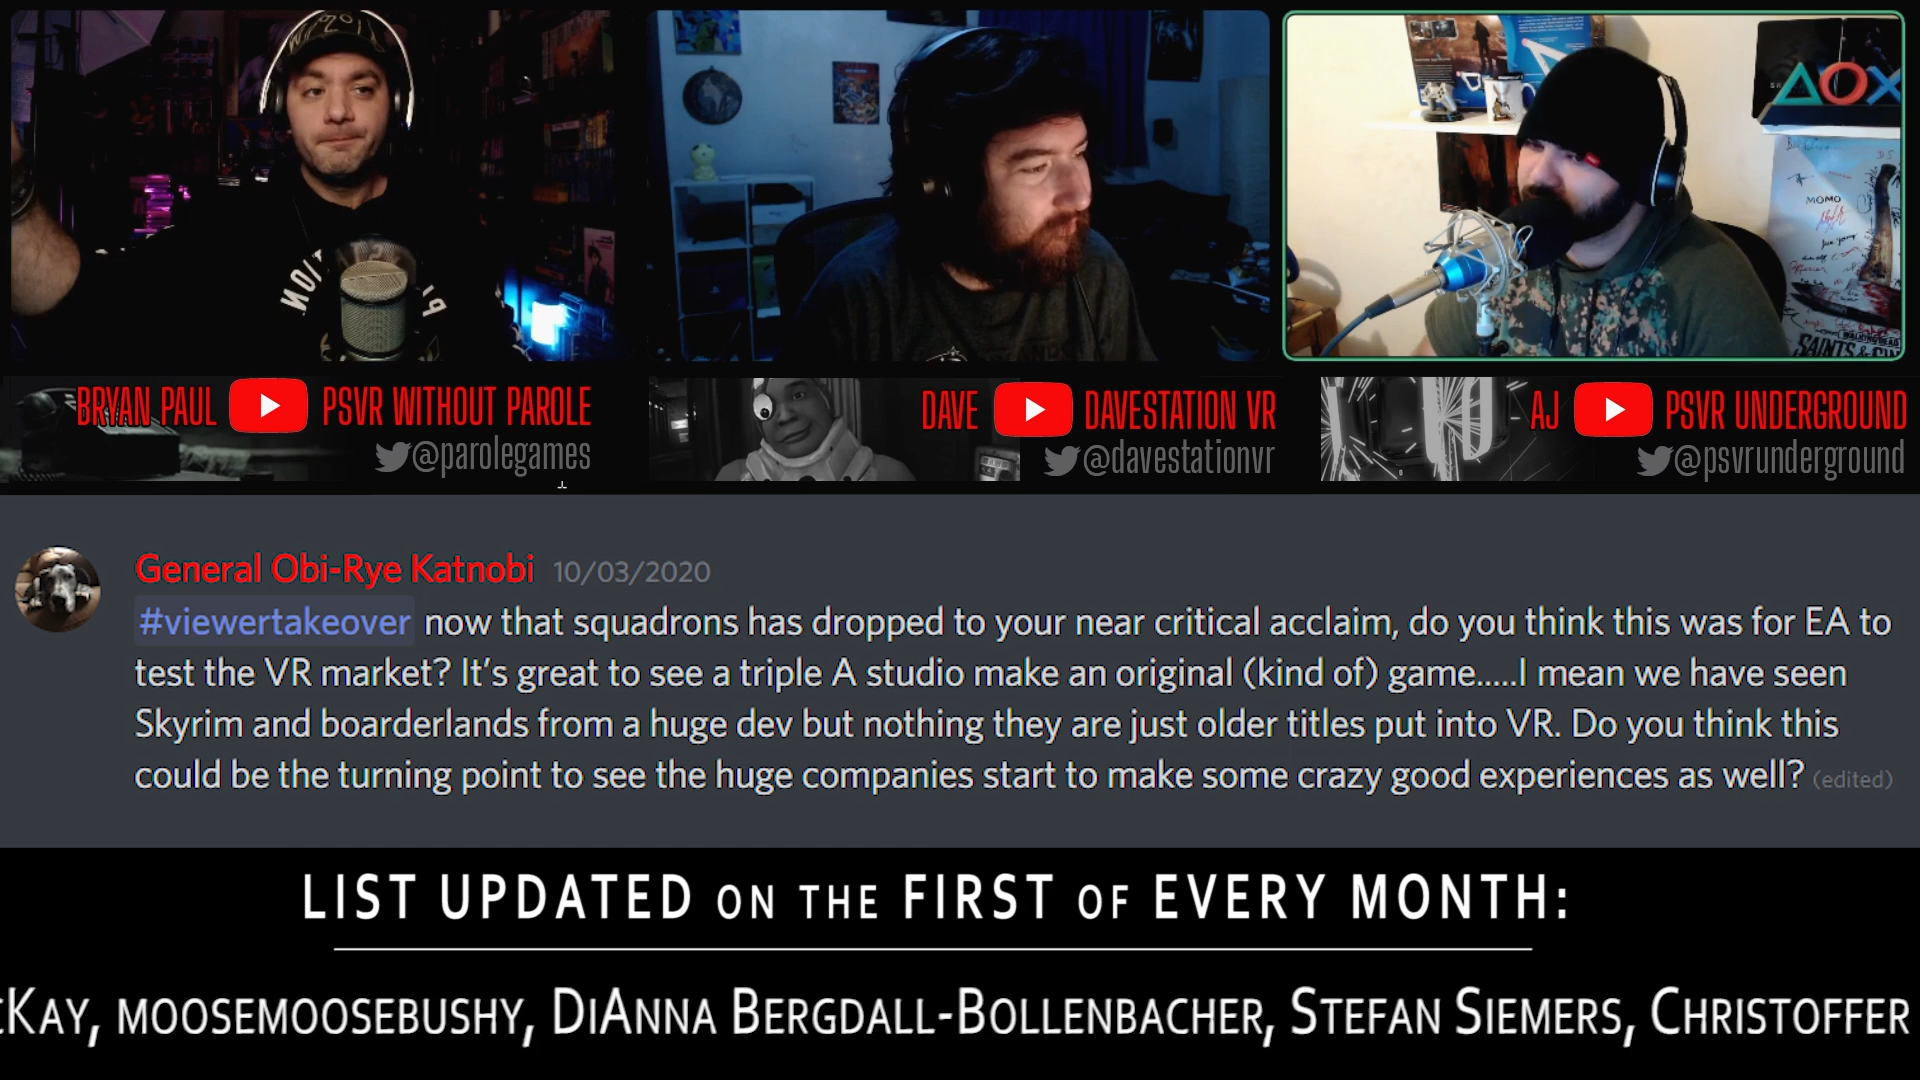 BRYAN PAUL PSVR WITHOUT PAROLE
@parolegames
DAVE DAVESTATION VR
@davestationvr
AJ PSVR UNDERGROUND
@psvrunderground
MOMO
SAINTS &
General Obi-Rye Katnobi 10/03/2020
#viewertakeover now that squadrons has dropped to your near critical acclaim, do you think this was for EA to
test the VR market? It's great to see a triple A studio make an original (kind of) game.....I mean we have seen
Skyrim and boarderlands from a huge dev but nothing they are just older titles put into VR. Do you think this
could be the turning point to see the huge companies start to make some crazy good experiences as well? (edited)
LIST UPDATED ON THE FIRST OF EVERY MONTH:
cKAY, MOOSEMOOSEBUSHY, DIANNA BERGDALL-BOLLENBACHER, STEFAN SIEMERS, CHRISTOFFER